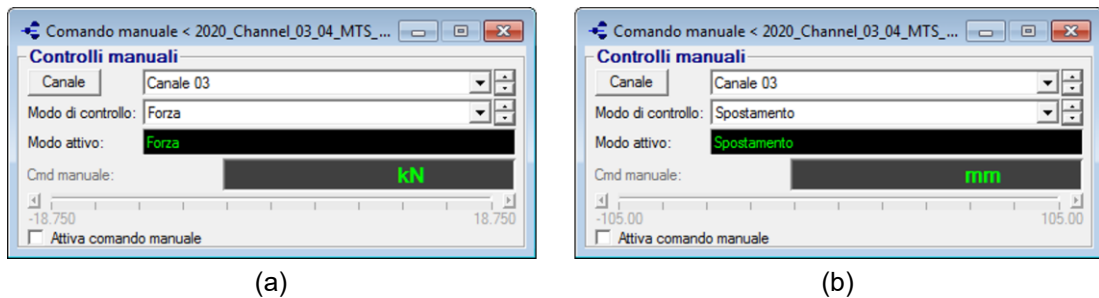 Comando manuale < 2020_Channel_03_04_MTS_...
Controlli manuali
Canale
Canale 03
Modo di controllo:
Forza
Modo attivo:
Forza
Cmd manuale:
kN
-18.750
18.750
Attiva comando manuale
(a)
Comando manuale < 2020_Channel_03_04_MTS_...
Controlli manuali
Canale
Canale 03
Modo di controllo:
Spostamento
Modo attivo:
Spostamento
Cmd manuale:
mm
-105.00
105.00
Attiva comando manuale
(b)